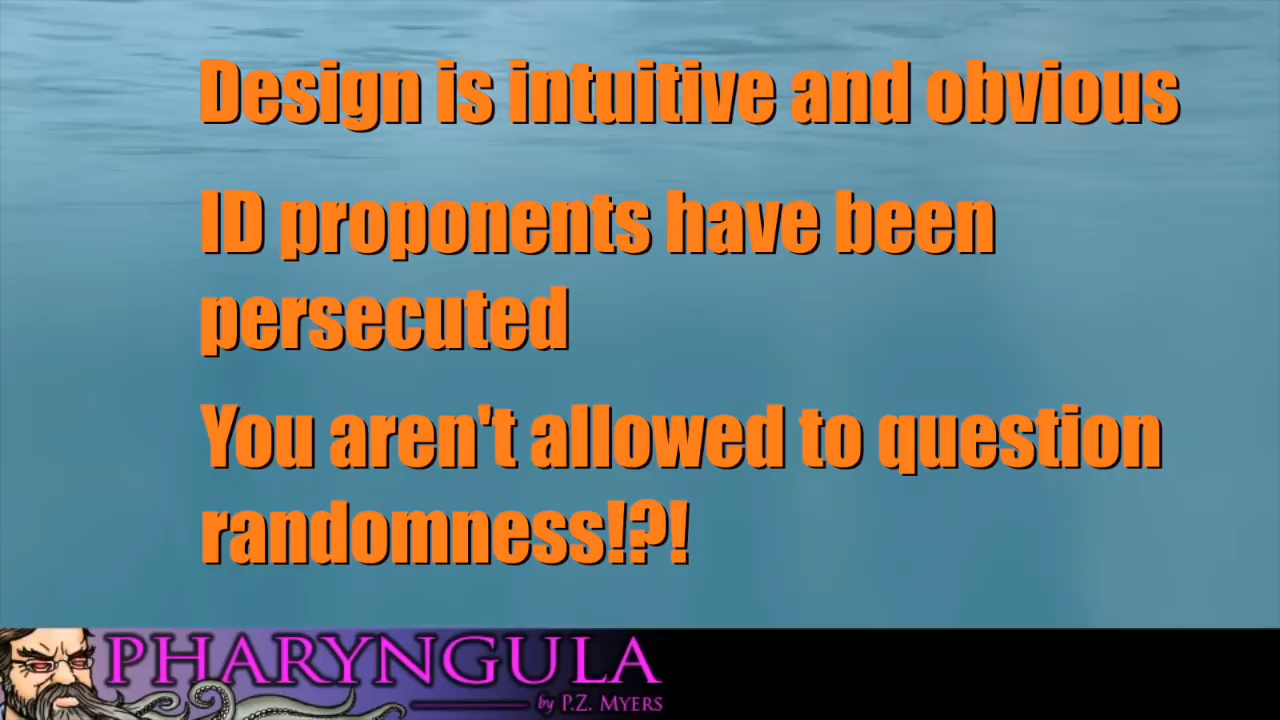 Design is intuitive and obvious
ID proponents have been
persecuted
You aren't allowed to question
randomness!?!
PHARYNGULA
by P.Z. MYERS